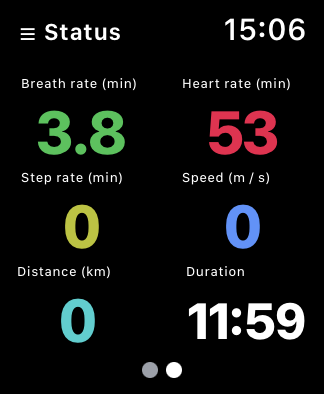 Status 15:06
Breath rate (min) Heart rate (min)
3.8 53
Step rate (min) Speed (m / s)
0 0
Distance (km) Duration
0 11:59